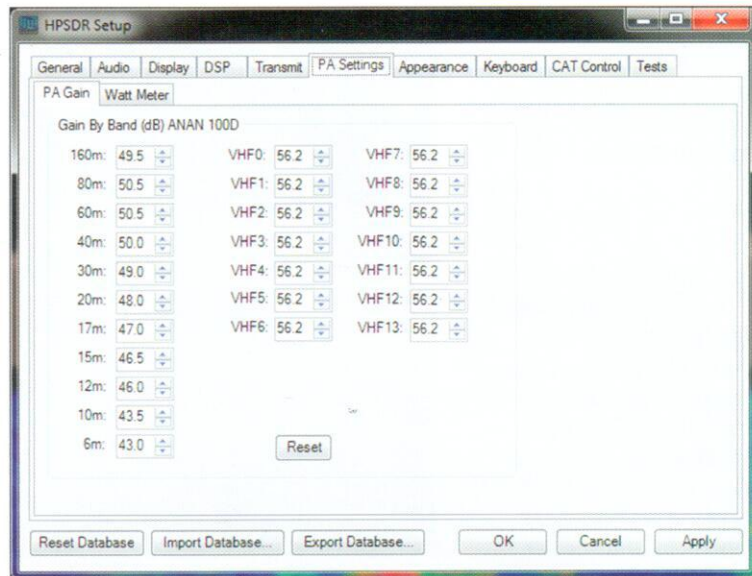 HPSDR Setup
General Audio Display DSP Transmit PA Settings Appearance Keyboard CAT Control Tests
PA Gain Watt Meter
Gain By Band (dB) ANAN 100D
160m: 49.5 VHF0: 56.2 VHF7: 56.2
80m: 50.5 VHF1: 56.2 VHF8: 56.2
60m: 50.5 VHF2: 56.2 VHF9: 56.2
40m: 50.0 VHF3: 56.2 VHF10: 56.2
30m: 49.0 VHF4: 56.2 VHF11: 56.2
20m: 48.0 VHF5: 56.2 VHF12: 56.2
17m: 47.0 VHF6: 56.2 VHF13: 56.2
15m: 46.5
12m: 46.0
10m: 43.5
6m: 43.0
Reset
Reset Database Import Database... Export Database... OK Cancel Apply